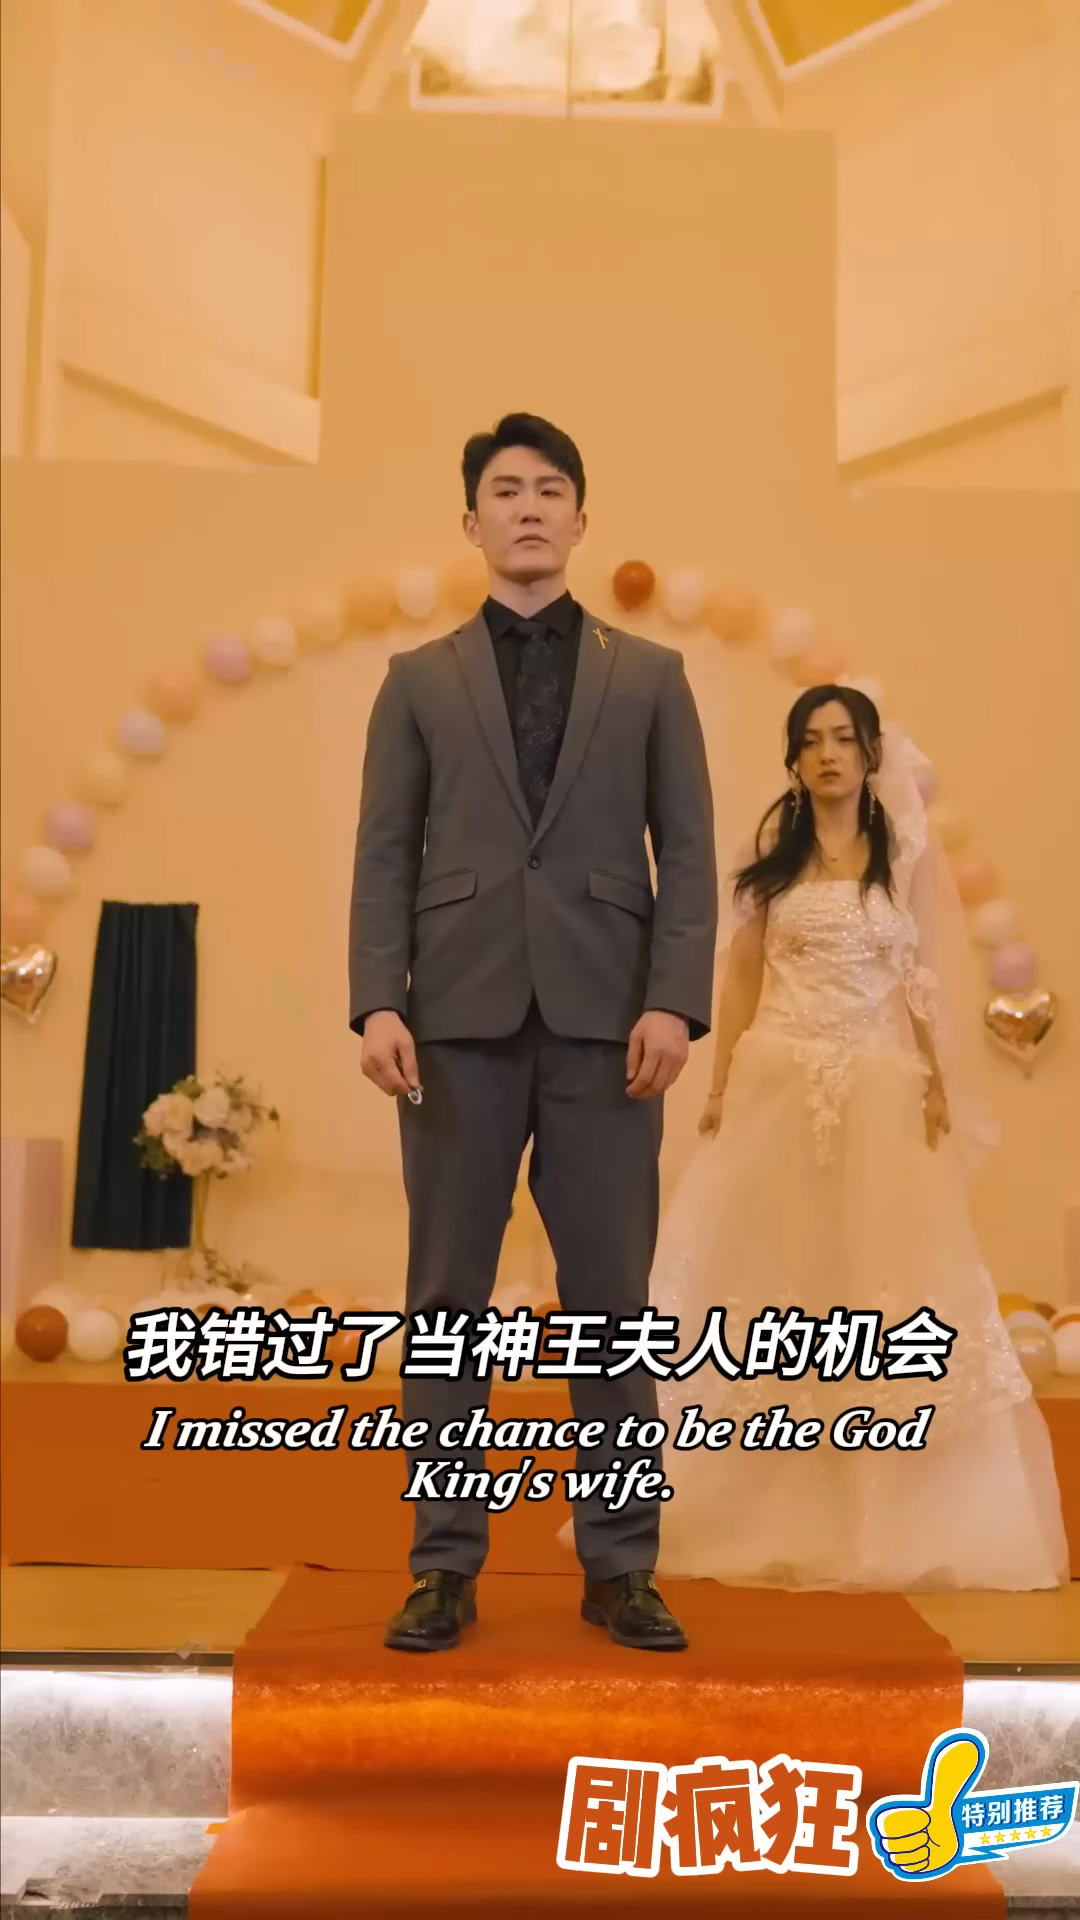 我错过了当神王夫人的机会
I missed the chance to be the God
King's wife.
剧疯狂
特别推荐